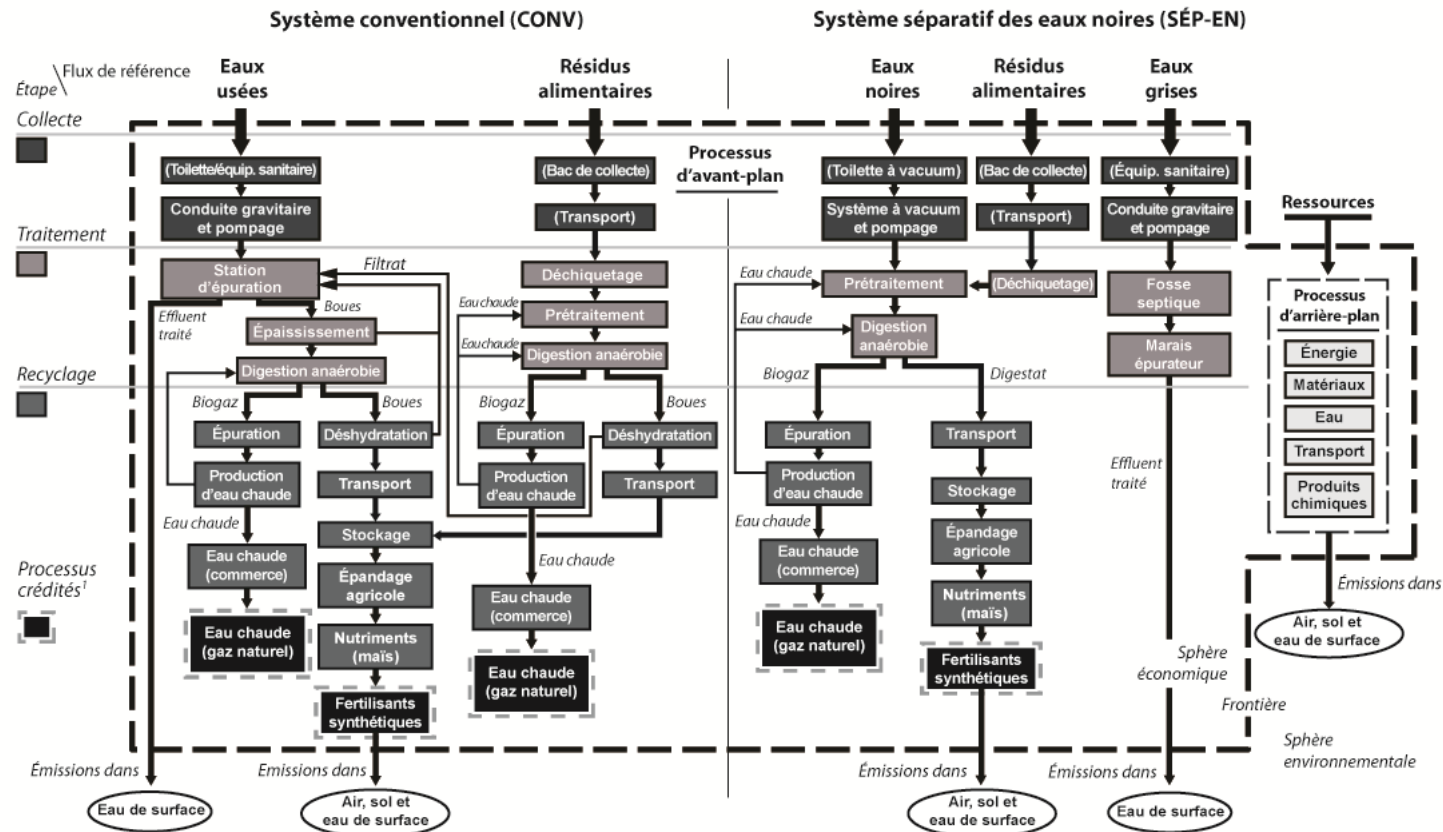 Système conventionnel (CONV)
Système séparatif des eaux noires (SÉP-EN)
Étape \ Flux de référence
Eaux
usées
Résidus
alimentaires
Eaux
noires
Résidus
alimentaires
Eaux
grises
Collecte
Processus
d'avant-plan
(Toilette/équip. sanitaire)
(Bac de collecte)
(Toilette à vacuum)
(Bac de collecte)
(Équip. sanitaire)
Conduite gravitaire
et pompage
(Transport)
Système à vacuum
et pompage
(Transport)
Conduite gravitaire
et pompage
Ressources
Traitement
Station
d'épuration
Filtrat
Déchiquetage
Eau chaude
Prétraitement
(Déchiquetage)
Fosse
septique
Effluent
traité
Boues
Épaississement
Eau chaude
Prétraitement
Eau chaude
Digestion
anaérobie
Marais
épurateur
Digestion anaérobie
Eau chaude
Digestion anaérobie
Processus
d'arrière-plan
Énergie
Matériaux
Eau
Transport
Produits
chimiques
Recyclage
Biogaz
Boues
Biogaz
Boues
Biogaz
Digestat
Épuration
Déshydratation
Épuration
Déshydratation
Épuration
Transport
Production
d'eau chaude
Transport
Production
d'eau chaude
Transport
Production
d'eau chaude
Stockage
Effluent
traité
Eau chaude
Stockage
Eau chaude
Eau chaude
Épandage
agricole
Processus
crédités¹
Eau chaude
(commerce)
Épandage
agricole
Eau chaude
(commerce)
Eau chaude
(commerce)
Nutriments
(maïs)
Eau chaude
(gaz naturel)
Nutriments
(maïs)
Eau chaude
(gaz naturel)
Eau chaude
(gaz naturel)
Fertilisants
synthétiques
Fertilisants
synthétiques
Émissions dans
Air, sol et
eau de surface
Sphère
économique
Frontière
Sphère
environnementale
Émissions dans
Emissions dans
Émissions dans
Émissions dans
Eau de surface
Air, sol et
eau de surface
Air, sol et
eau de surface
Eau de surface